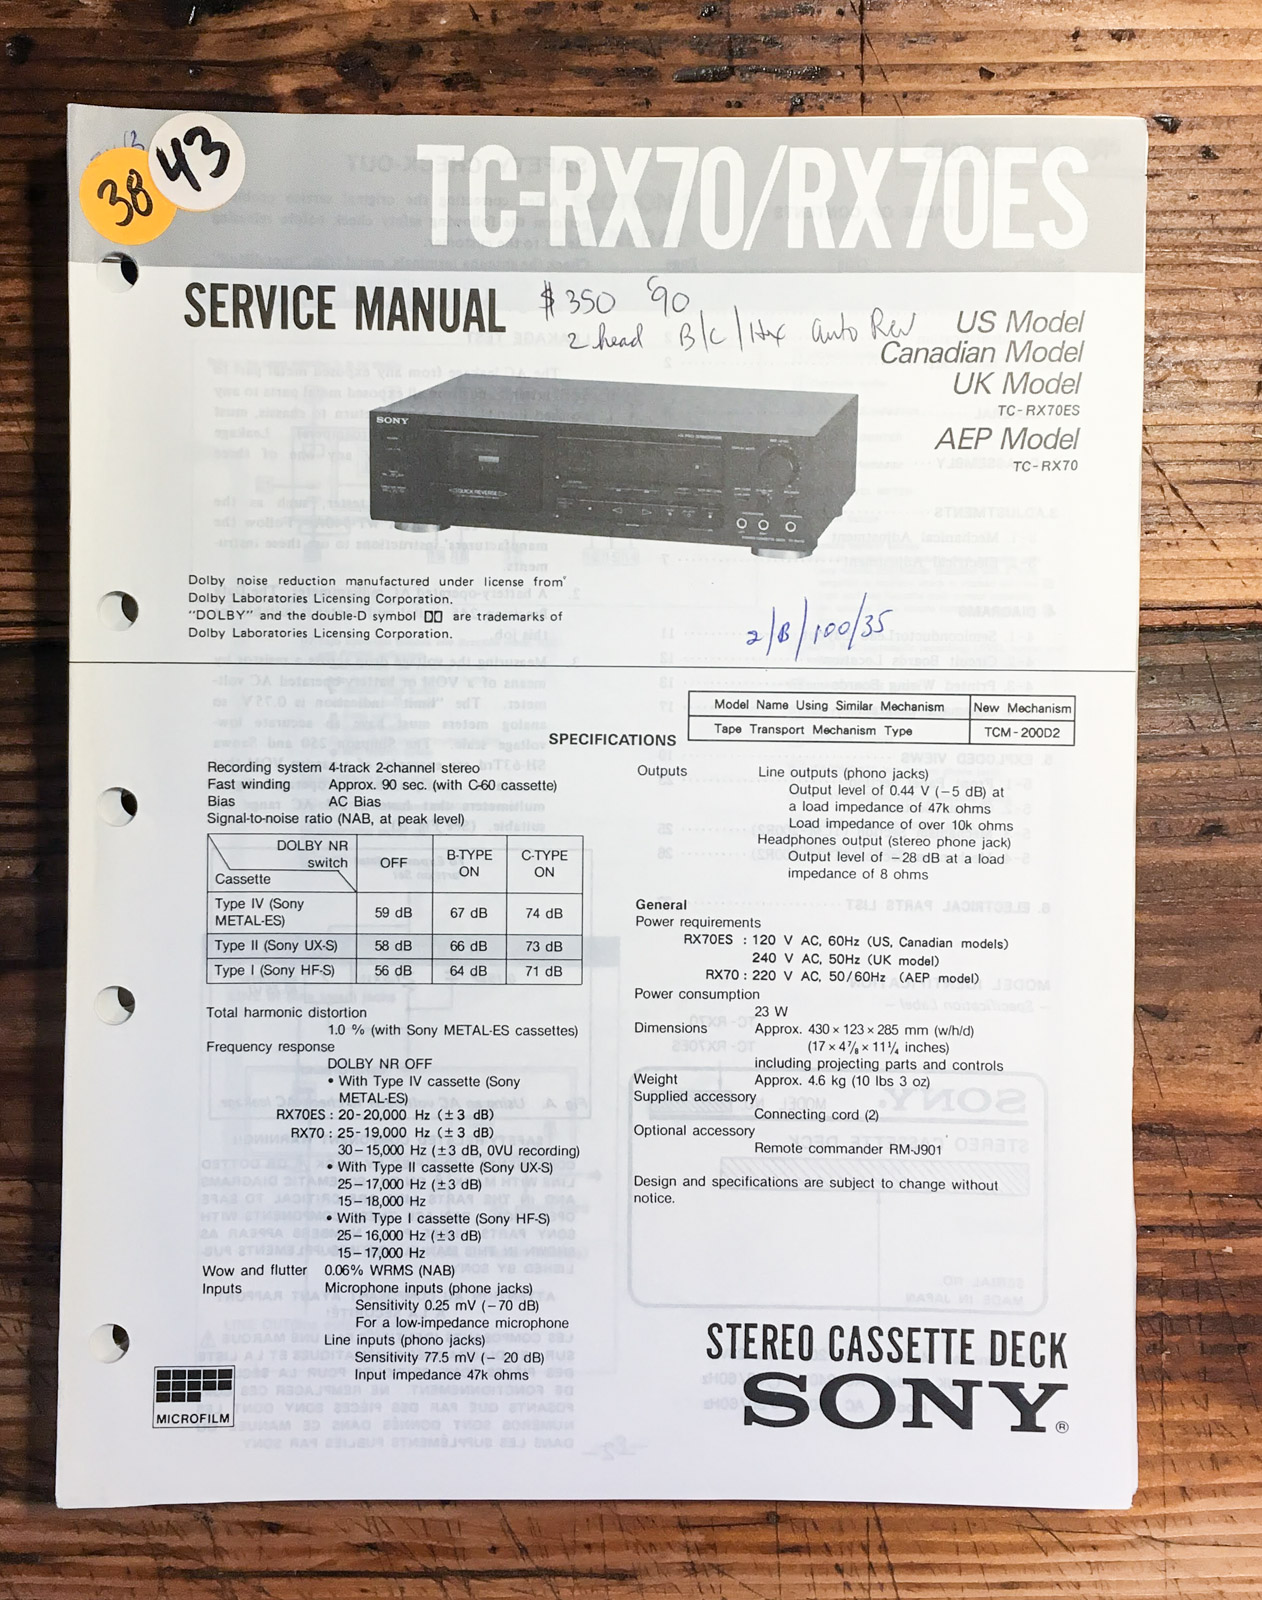 38
43
TC-RX70/RX70ES
SERVICE MANUAL
$350 '90
2 head B/C/Hx auto Rev
US Model
Canadian Model
UK Model
TC-RX70ES
AEP Model
TC-RX70
SONY
QUICK REVERSE
Dolby noise reduction manufactured under license from
Dolby Laboratories Licensing Corporation.
"DOLBY" and the double-D symbol are trademarks of
Dolby Laboratories Licensing Corporation.
2/B/100/35
Model Name Using Similar Mechanism New Mechanism
Tape Transport Mechanism Type TCM-200D2
SPECIFICATIONS
Recording system 4-track 2-channel stereo
Fast winding Approx. 90 sec. (with C-60 cassette)
Bias AC Bias
Signal-to-noise ratio (NAB, at peak level)
DOLBY NR switch Cassette OFF B-TYPE ON C-TYPE ON
Type IV (Sony METAL-ES) 59 dB 67 dB 74 dB
Type II (Sony UX-S) 58 dB 66 dB 73 dB
Type I (Sony HF-S) 56 dB 64 dB 71 dB
Total harmonic distortion
1.0 % (with Sony METAL-ES cassettes)
Frequency response
DOLBY NR OFF
• With Type IV cassette (Sony
METAL-ES)
RX70ES : 20-20,000 Hz (±3 dB)
RX70 : 25-19,000 Hz (±3 dB)
30–15,000 Hz (±3 dB, 0VU recording)
• With Type II cassette (Sony UX-S)
25–17,000 Hz (±3 dB)
15–18,000 Hz
• With Type I cassette (Sony HF-S)
25–16,000 Hz (±3 dB)
15–17,000 Hz
Wow and flutter 0.06% WRMS (NAB)
Inputs Microphone inputs (phone jacks)
Sensitivity 0.25 mV (–70 dB)
For a low-impedance microphone
Line inputs (phono jacks)
Sensitivity 77.5 mV (– 20 dB)
Input impedance 47k ohms
Outputs Line outputs (phono jacks)
Output level of 0.44 V (–5 dB) at
a load impedance of 47k ohms
Load impedance of over 10k ohms
Headphones output (stereo phone jack)
Output level of –28 dB at a load
impedance of 8 ohms
General
Power requirements
RX70ES : 120 V AC, 60Hz (US, Canadian models)
240 V AC, 50Hz (UK model)
RX70 : 220 V AC, 50/60Hz (AEP model)
Power consumption
23 W
Dimensions Approx. 430 × 123 × 285 mm (w/h/d)
(17 × 4⅞ × 11¼ inches)
including projecting parts and controls
Weight Approx. 4.6 kg (10 lbs 3 oz)
Supplied accessory
Connecting cord (2)
Optional accessory
Remote commander RM-J901
Design and specifications are subject to change without
notice.
MICROFILM
STEREO CASSETTE DECK
SONY®